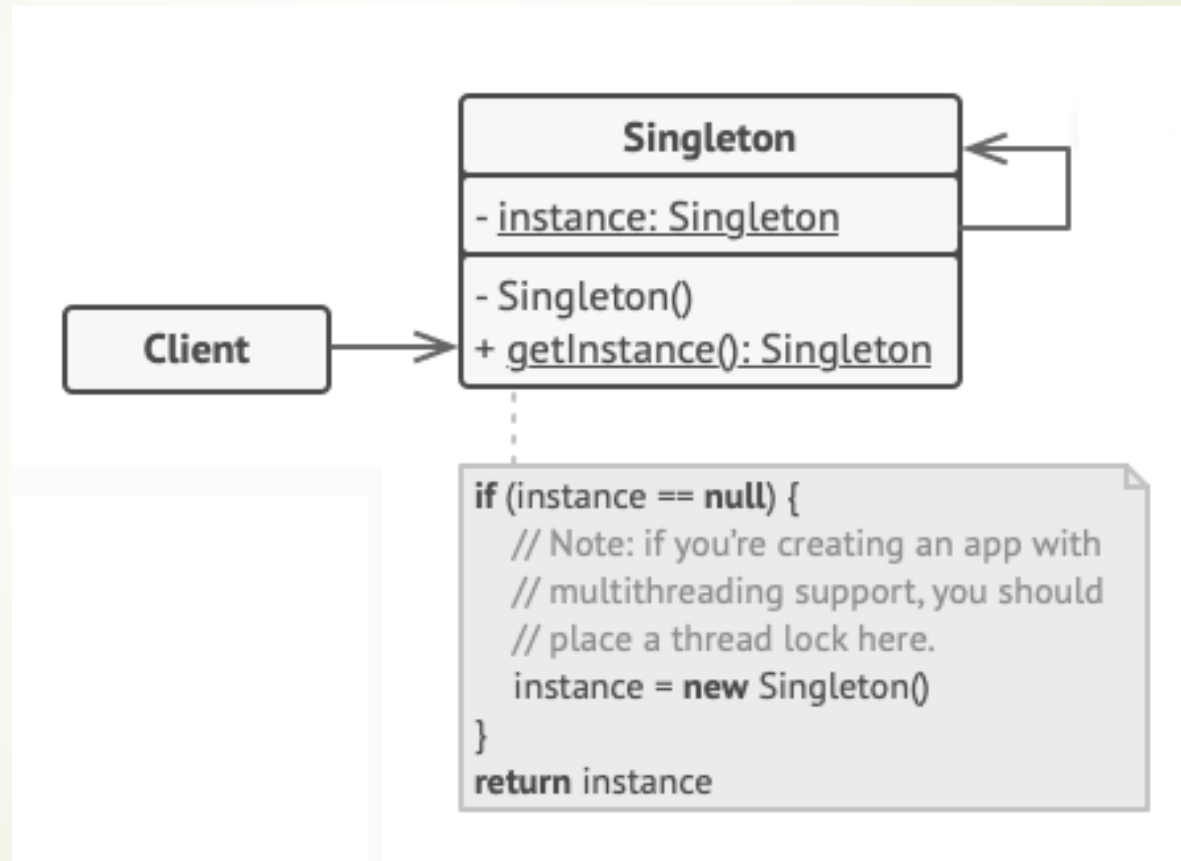 Singleton
- instance: Singleton
- Singleton()
+ getInstance(): Singleton
Client
if (instance == null) {
// Note: if you're creating an app with
// multithreading support, you should
// place a thread lock here.
instance = new Singleton()
}
return instance